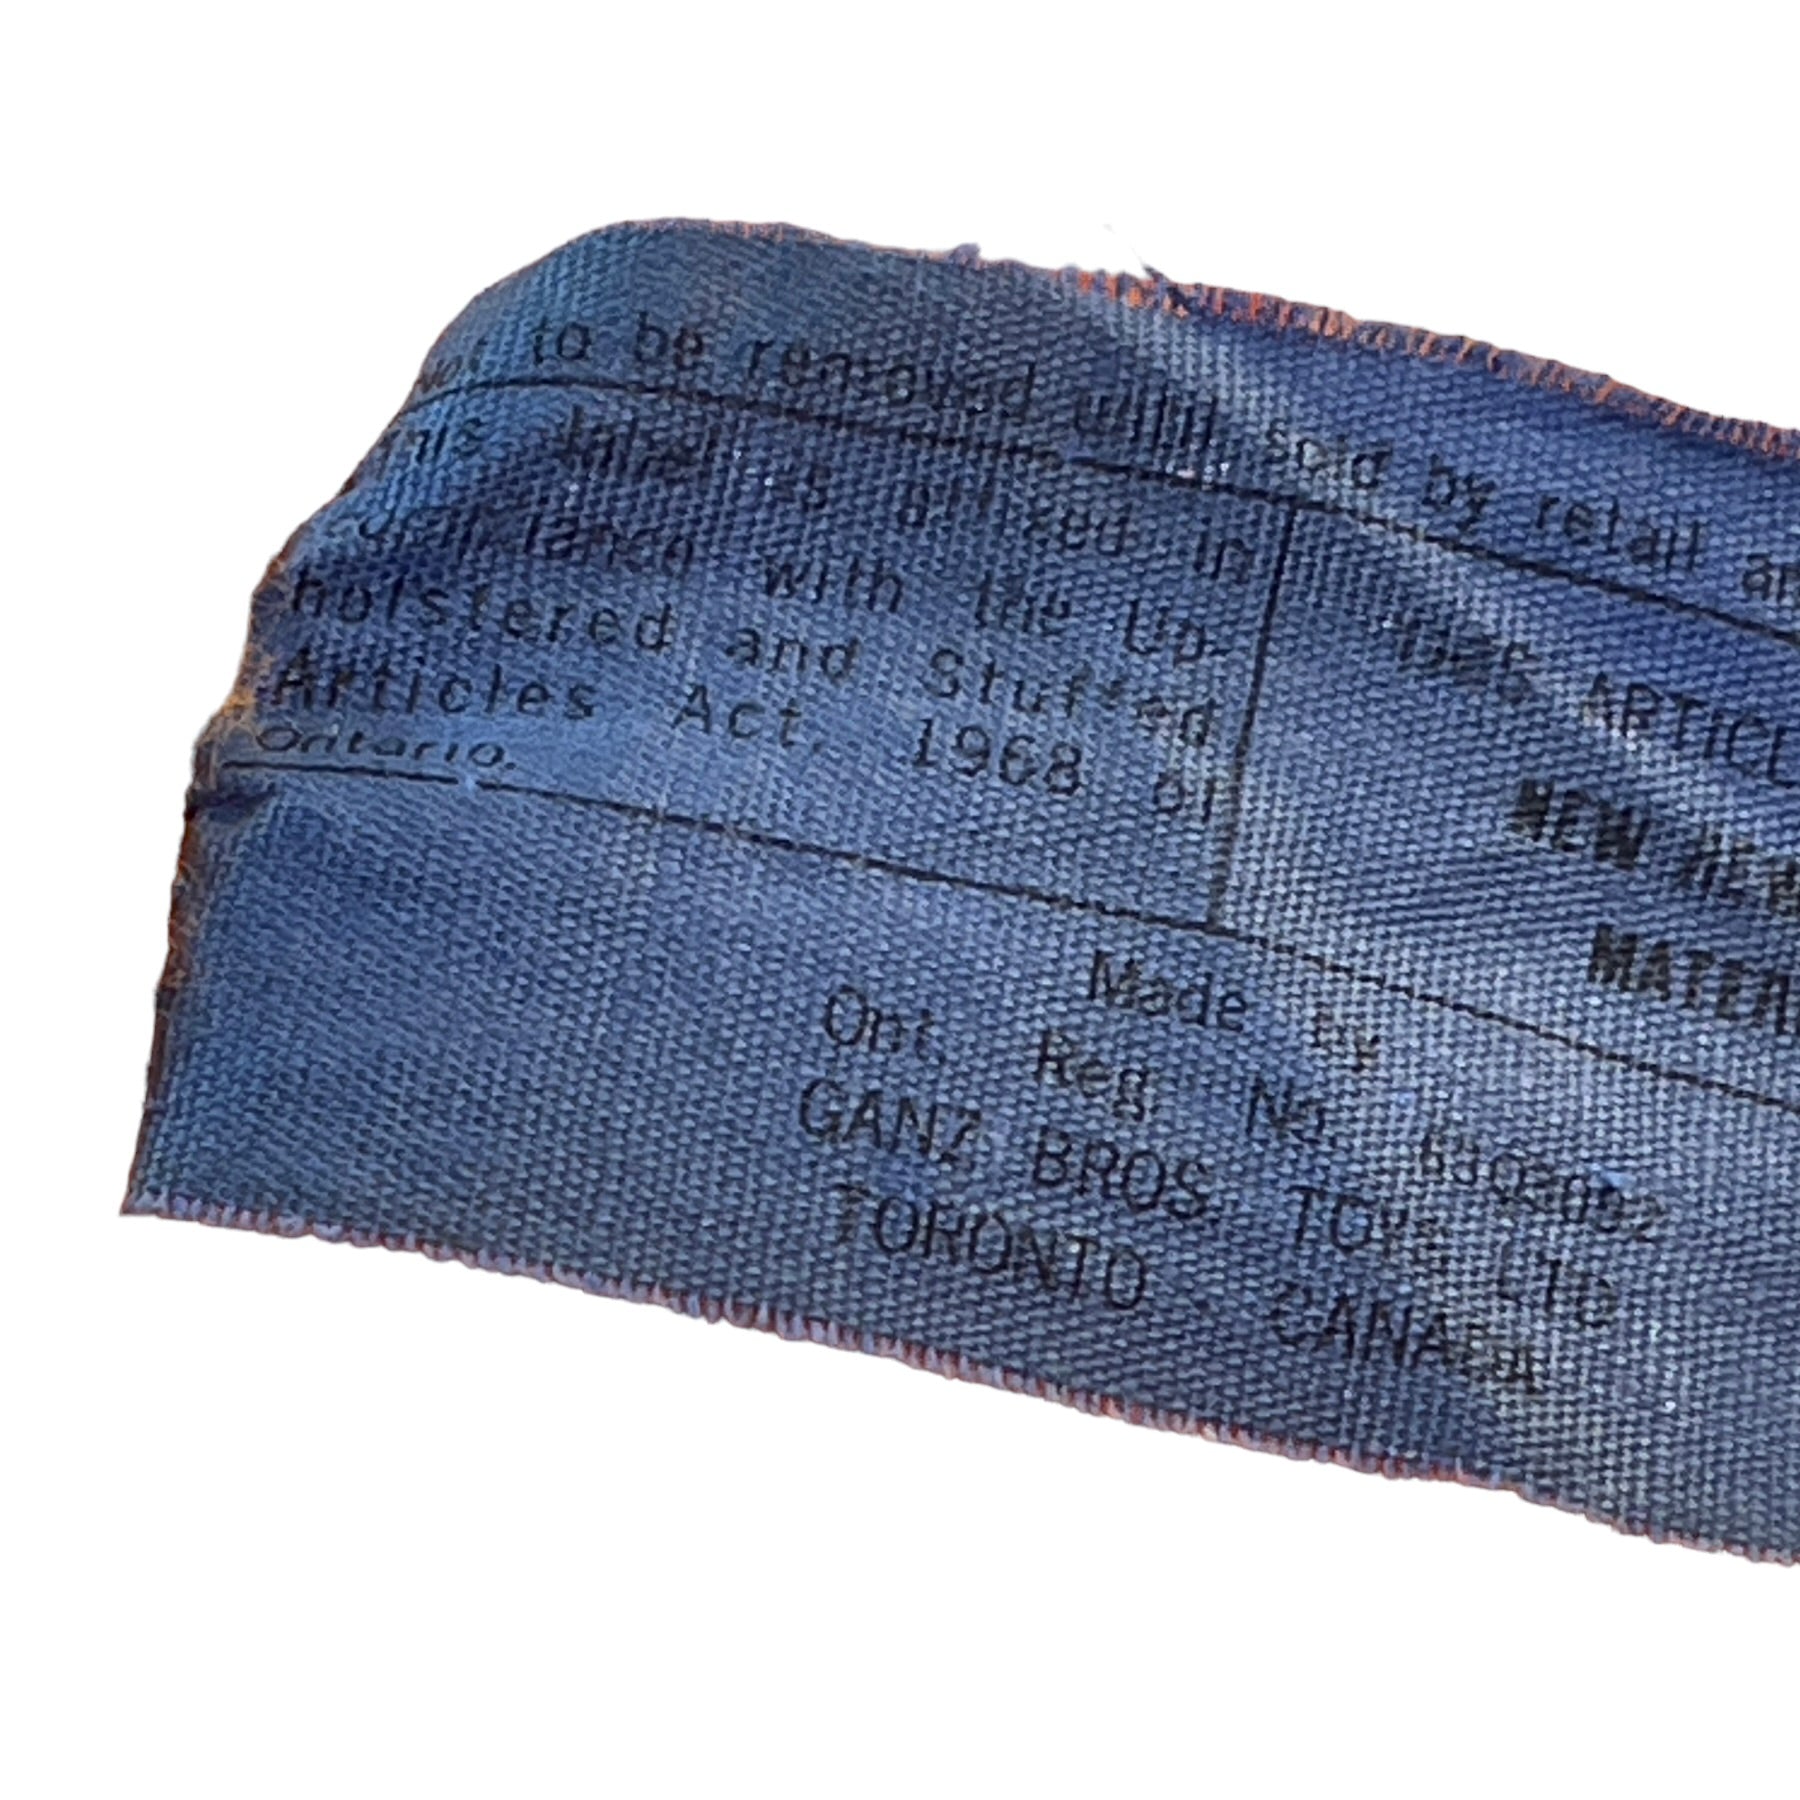 to be removed until sold by retail
This label is affixed in
with the Up-
holstered and Stuffed
Articles Act, 1968 of
Ontario.
THIS ARTICL
NEW
MATER
Made by
Ont. Reg. No.
GANZ BROS. TOYS LTD
TORONTO CANADA